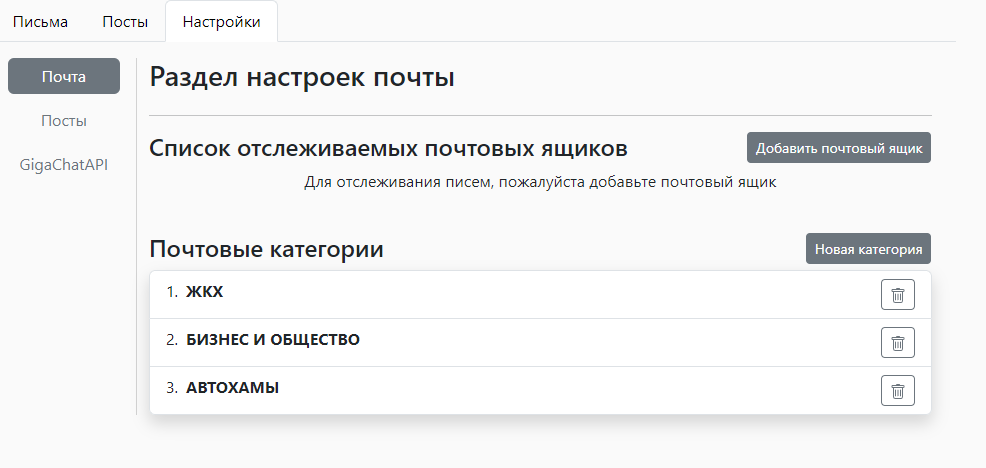 Письма Посты Настройки
Почта
Посты
GigaChatAPI
Раздел настроек почты
Список отслеживаемых почтовых ящиков Добавить почтовый ящик
Для отслеживания писем, пожалуйста добавьте почтовый ящик
Почтовые категории Новая категория
1. ЖКХ
2. БИЗНЕС И ОБЩЕСТВО
3. АВТОХАМЫ